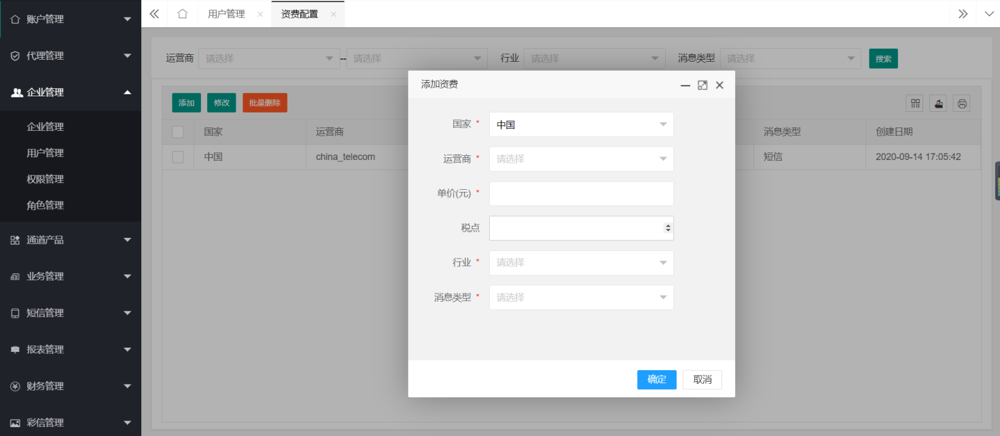 账户管理
代理管理
企业管理
企业管理
用户管理
权限管理
角色管理
通道产品
业务管理
短信管理
报表管理
财务管理
彩信管理
用户管理 资费配置
运营商 请选择 -- 请选择 行业 请选择 消息类型 请选择 搜索
添加 修改 批量删除
国家 运营商 消息类型 创建日期
中国 china_telecom 短信 2020-09-14 17:05:42
添加资费
国家 * 中国
运营商 * 请选择
单价(元) *
税点
行业 * 请选择
消息类型 * 请选择
确定 取消